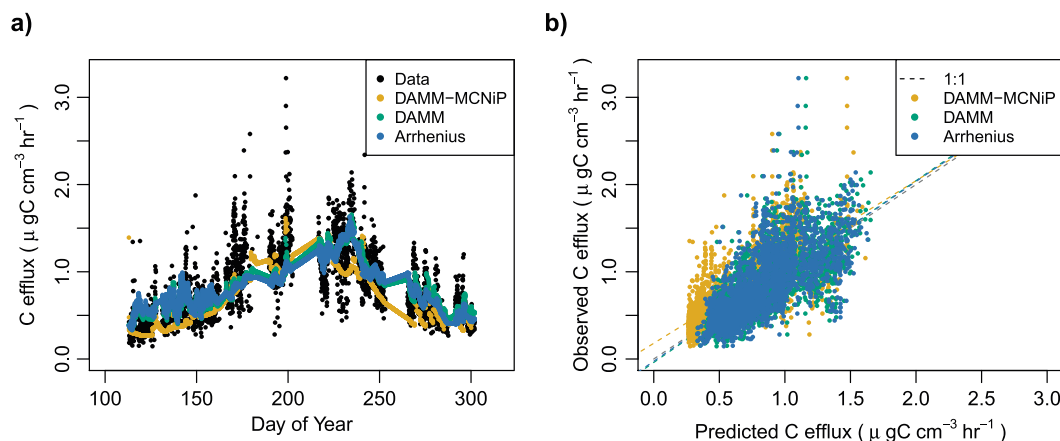 a)
C efflux ( μ gC cm⁻³ hr⁻¹ )
0.0
1.0
2.0
3.0
100
150
200
250
300
Day of Year
Data
DAMM−MCNiP
DAMM
Arrhenius
b)
Observed C efflux ( μ gC cm⁻³ hr⁻¹ )
0.0
1.0
2.0
3.0
0.0
0.5
1.0
1.5
2.0
2.5
3.0
Predicted C efflux ( μ gC cm⁻³ hr⁻¹ )
1:1
DAMM−MCNiP
DAMM
Arrhenius